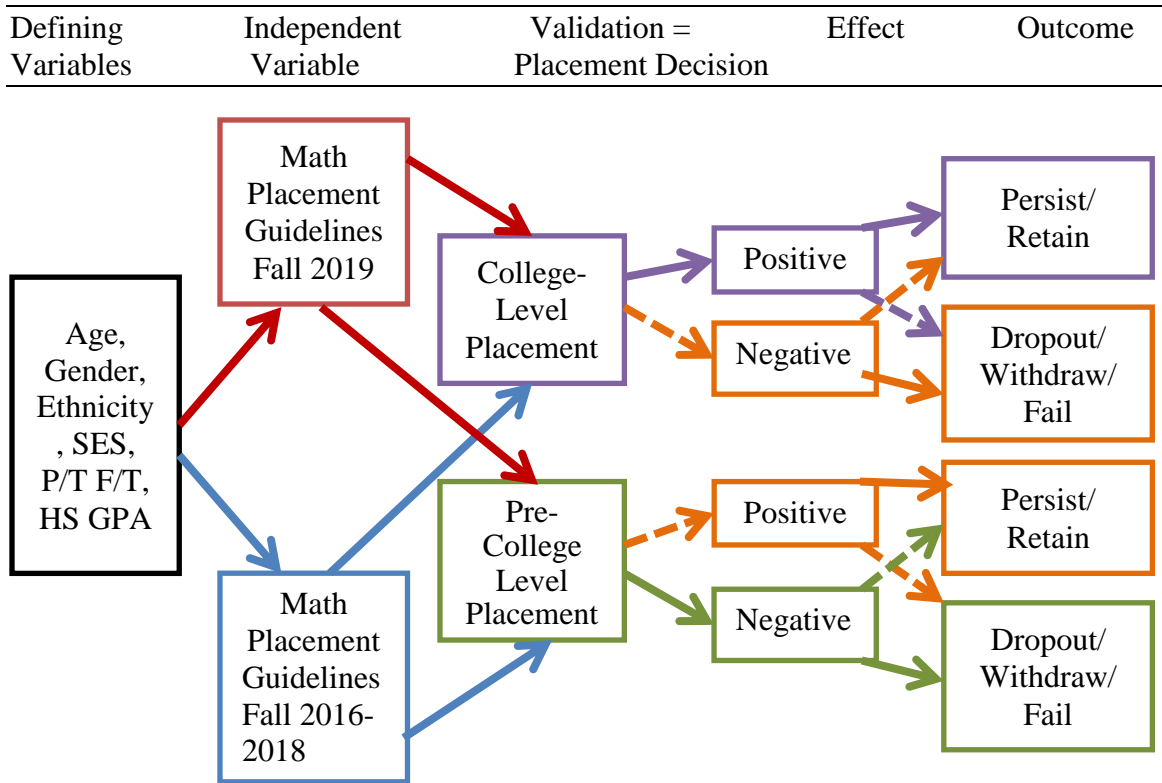 Defining Variables
Independent Variable
Validation = Placement Decision
Effect
Outcome
Age,
Gender,
Ethnicity
, SES,
P/T F/T,
HS GPA
Math
Placement
Guidelines
Fall 2019
Math
Placement
Guidelines
Fall 2016-
2018
College-
Level
Placement
Pre-
College
Level
Placement
Positive
Negative
Positive
Negative
Persist/
Retain
Dropout/
Withdraw/
Fail
Persist/
Retain
Dropout/
Withdraw/
Fail